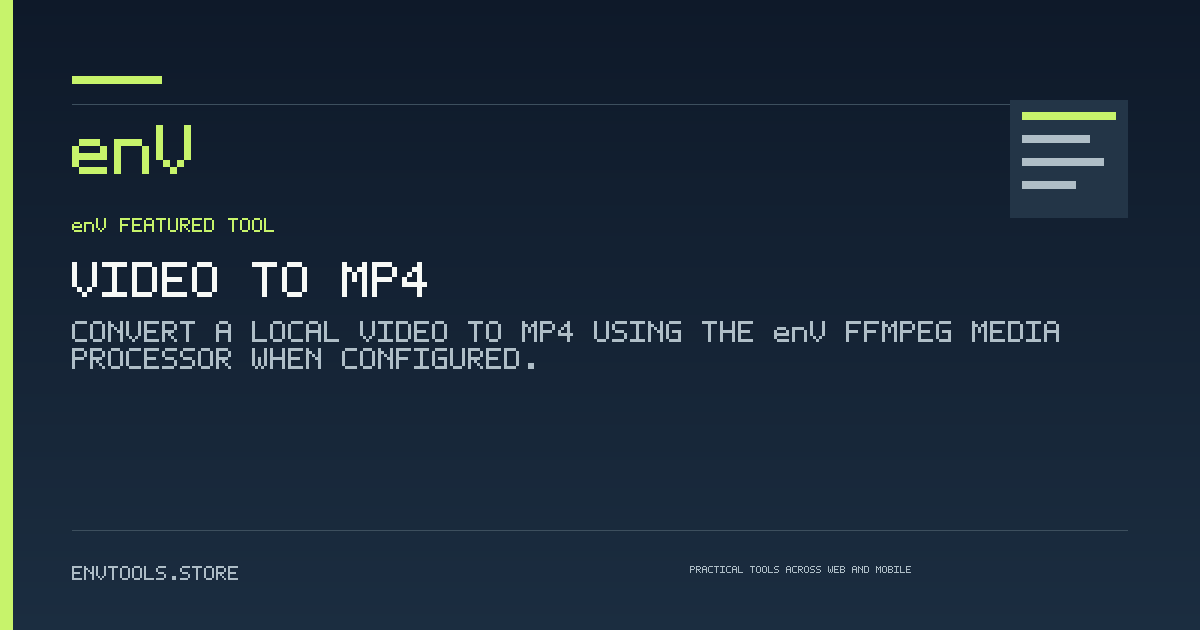 enV
enV FEATURED TOOL
VIDEO TO MP4
CONVERT A LOCAL VIDEO TO MP4 USING THE enV FFMPEG MEDIA
PROCESSOR WHEN CONFIGURED.
ENVTOOLS.STORE
PRACTICAL TOOLS ACROSS WEB AND MOBILE